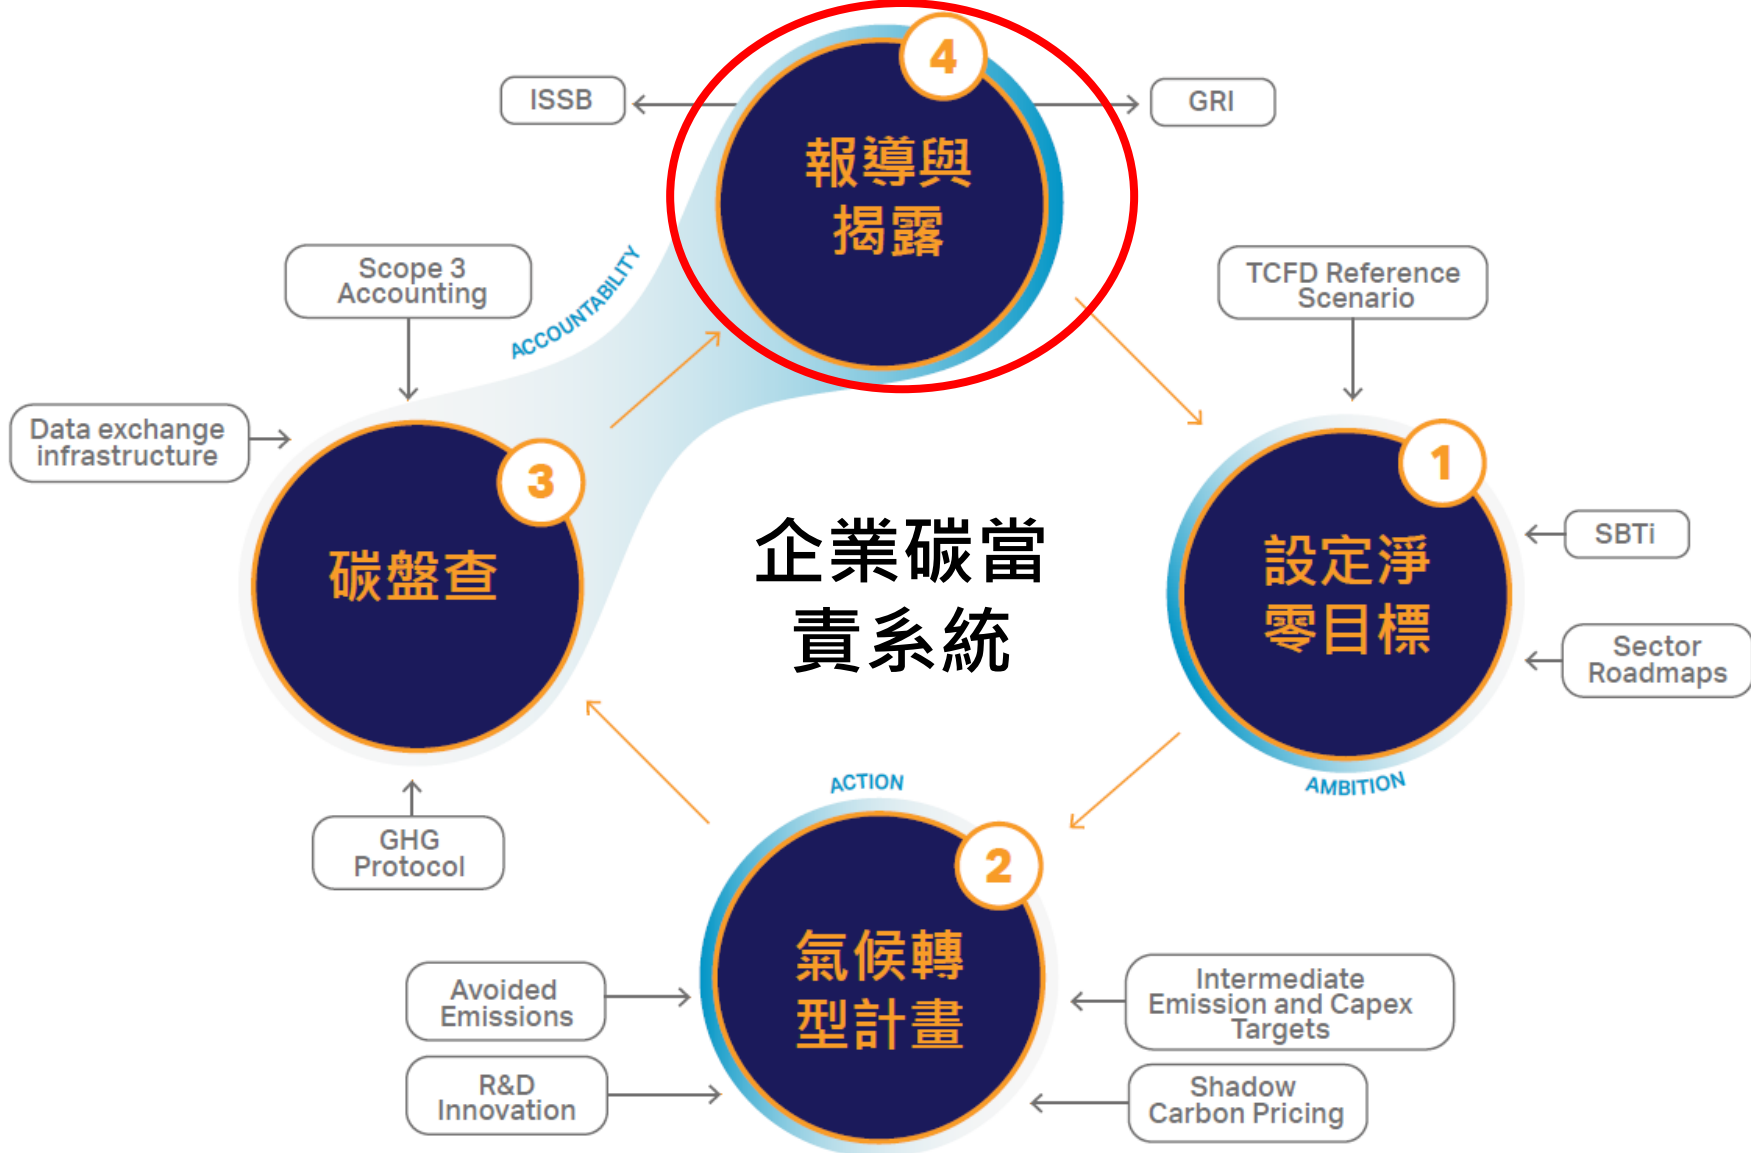 4
ISSB
GRI
報導與
揭露
Scope 3
Accounting
ACCOUNTABILITY
TCFD Reference
Scenario
Data exchange
infrastructure
3
碳盤查
1
設定淨
零目標
SBTi
Sector
Roadmaps
企業碳當
責系統
AMBITION
ACTION
GHG
Protocol
2
氣候轉
型計畫
Avoided
Emissions
R&D
Innovation
Intermediate
Emission and Capex
Targets
Shadow
Carbon Pricing